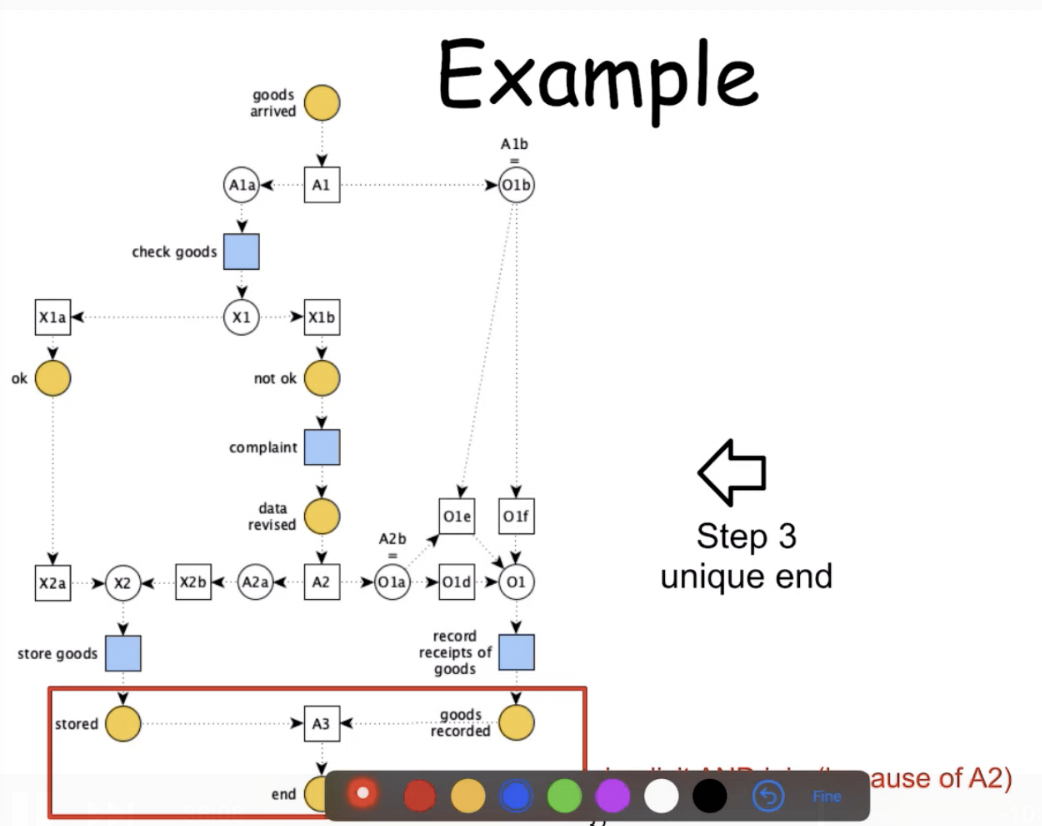 Example
goods
arrived
A1b
=
A1a
A1
O1b
check goods
X1a
X1
X1b
ok
not ok
complaint
data
revised
O1e
O1f
A2b
=
X2a
X2
X2b
A2a
A2
O1a
O1d
O1
Step 3
unique end
store goods
record
receipts of
goods
stored
A3
goods
recorded
end
ause of A2)
Fine